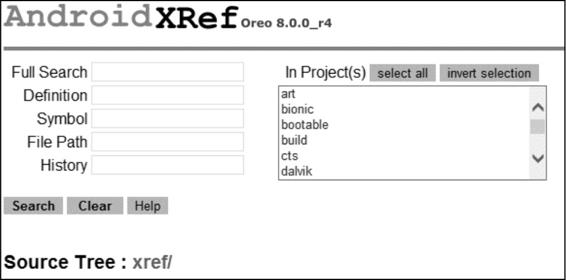 AndroidXRef Oreo 8.0.0_r4
Full Search
Definition
Symbol
File Path
History
In Project(s) select all invert selection
art
bionic
bootable
build
cts
dalvik
Search Clear Help
Source Tree : xref/